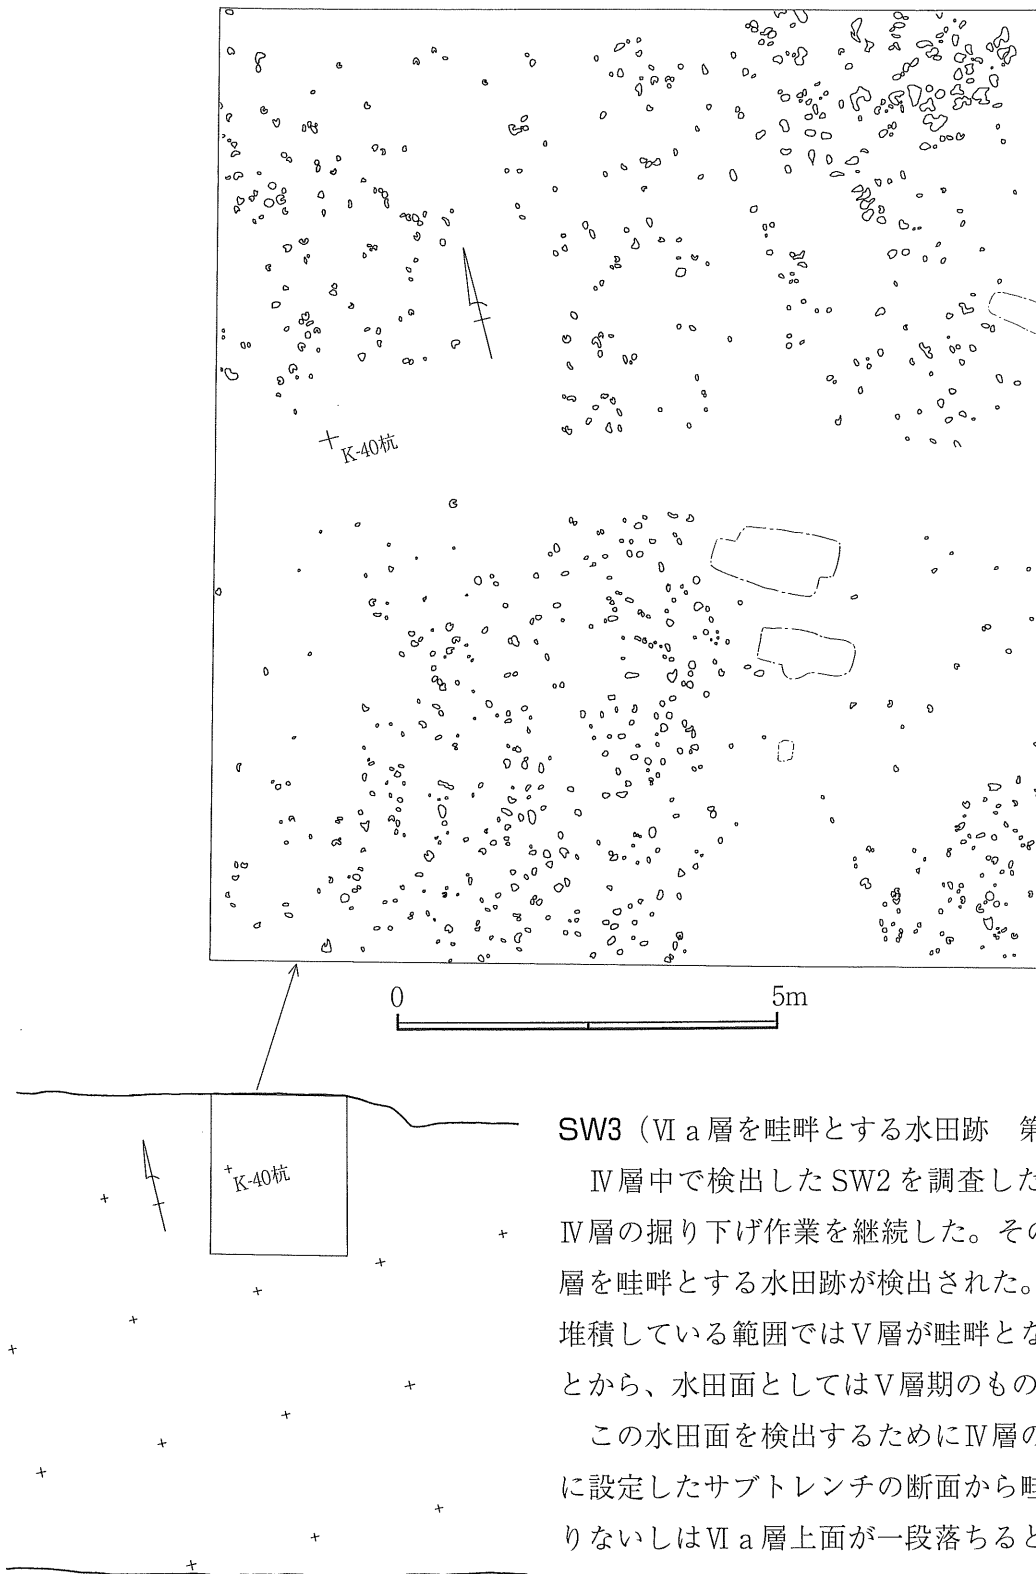 K-40杭
0 5m
K-40杭
SW3（Ⅵa層を畦畔とする水田跡　第
Ⅳ層中で検出したSW2を調査した
Ⅳ層の掘り下げ作業を継続した。その
層を畦畔とする水田跡が検出された。
堆積している範囲ではⅤ層が畦畔とな
とから、水田面としてはⅤ層期のもの
この水田面を検出するためにⅣ層の
に設定したサブトレンチの断面から畦
りないしはⅥa層上面が一段落ちると